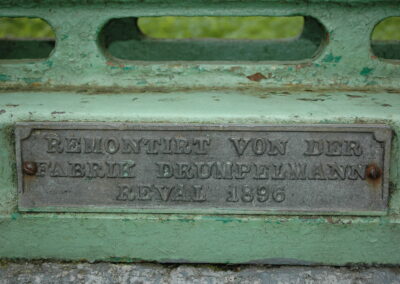 REMONTIRT VON DER
FABRIK DRUMPELMANN
REVAL 1896